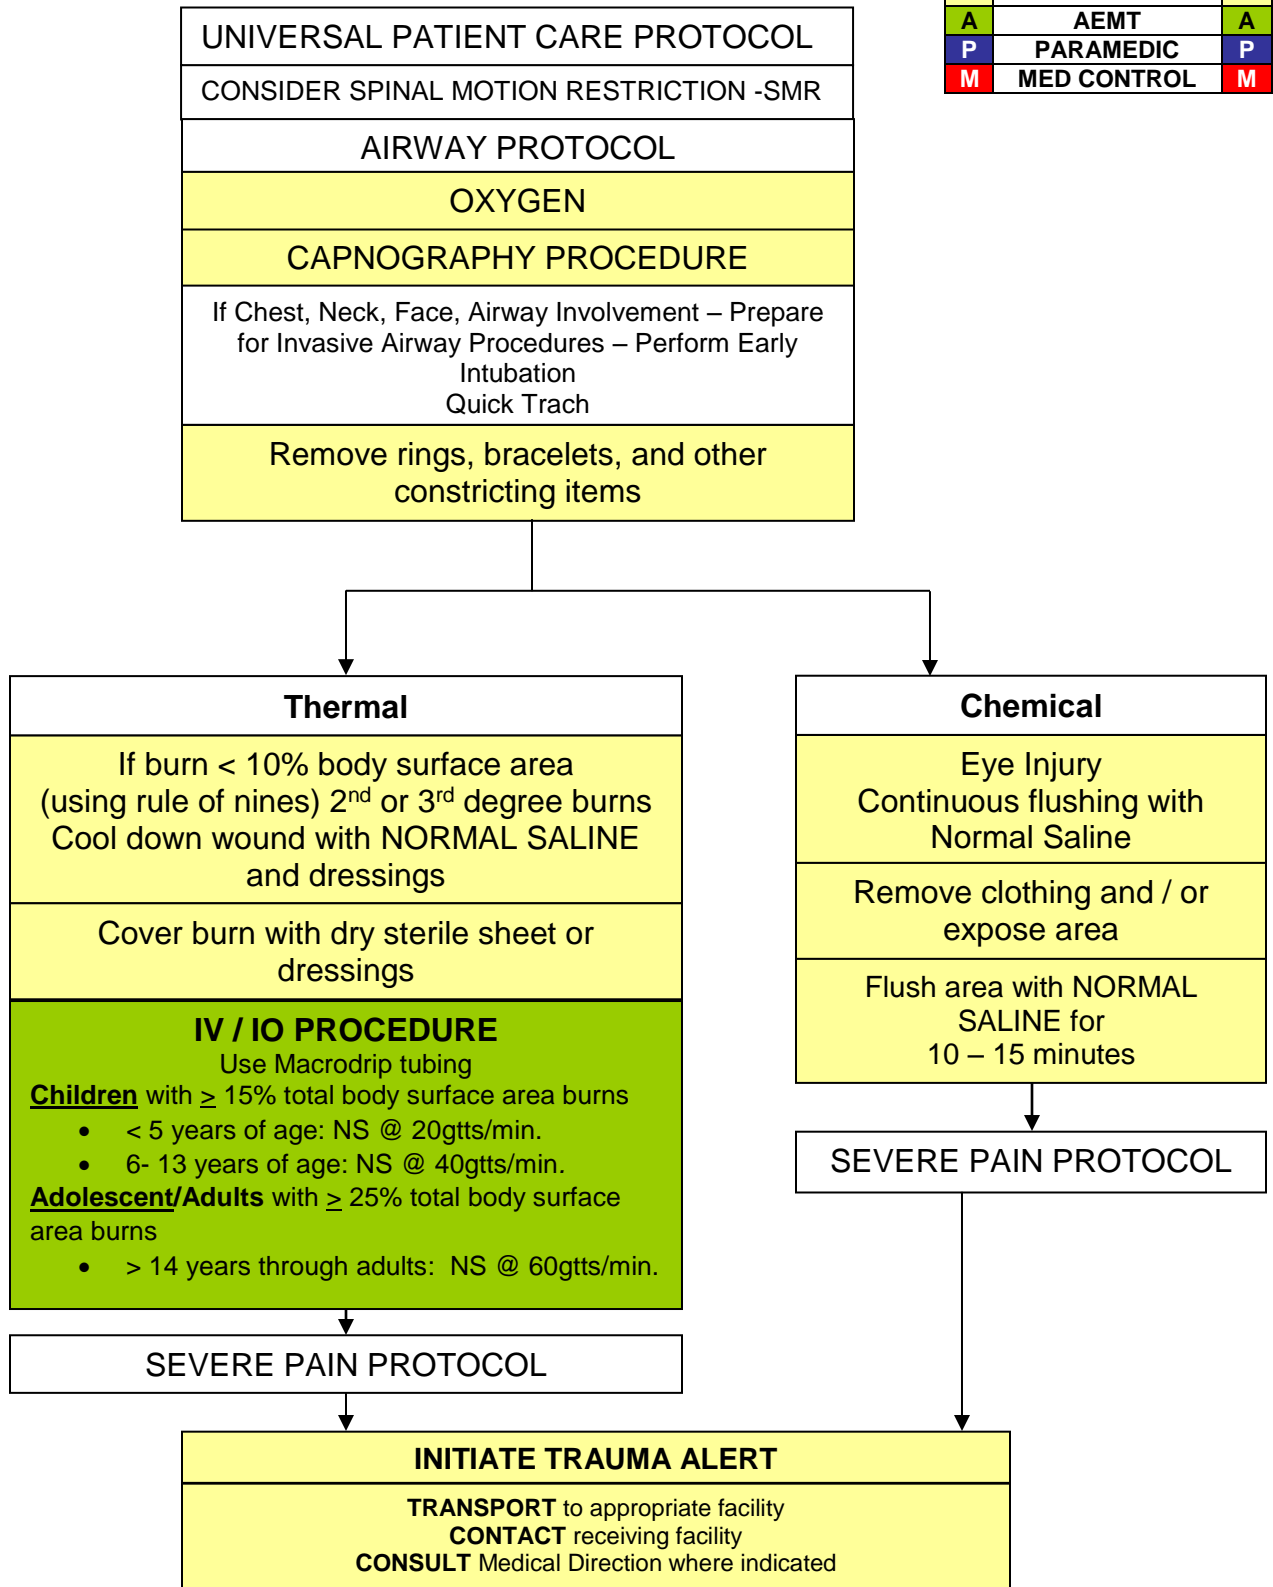 A AEMT A
P PARAMEDIC P
M MED CONTROL M
UNIVERSAL PATIENT CARE PROTOCOL
CONSIDER SPINAL MOTION RESTRICTION -SMR
AIRWAY PROTOCOL
OXYGEN
CAPNOGRAPHY PROCEDURE
If Chest, Neck, Face, Airway Involvement – Prepare
for Invasive Airway Procedures – Perform Early
Intubation
Quick Trach
Remove rings, bracelets, and other
constricting items
Thermal
If burn < 10% body surface area
(using rule of nines) 2nd or 3rd degree burns
Cool down wound with NORMAL SALINE
and dressings
Cover burn with dry sterile sheet or
dressings
IV / IO PROCEDURE
Use Macrodrip tubing
Children with ≥ 15% total body surface area burns
• < 5 years of age: NS @ 20gtts/min.
• 6- 13 years of age: NS @ 40gtts/min.
Adolescent/Adults with ≥ 25% total body surface
area burns
• > 14 years through adults: NS @ 60gtts/min.
SEVERE PAIN PROTOCOL
Chemical
Eye Injury
Continuous flushing with
Normal Saline
Remove clothing and / or
expose area
Flush area with NORMAL
SALINE for
10 – 15 minutes
SEVERE PAIN PROTOCOL
INITIATE TRAUMA ALERT
TRANSPORT to appropriate facility
CONTACT receiving facility
CONSULT Medical Direction where indicated